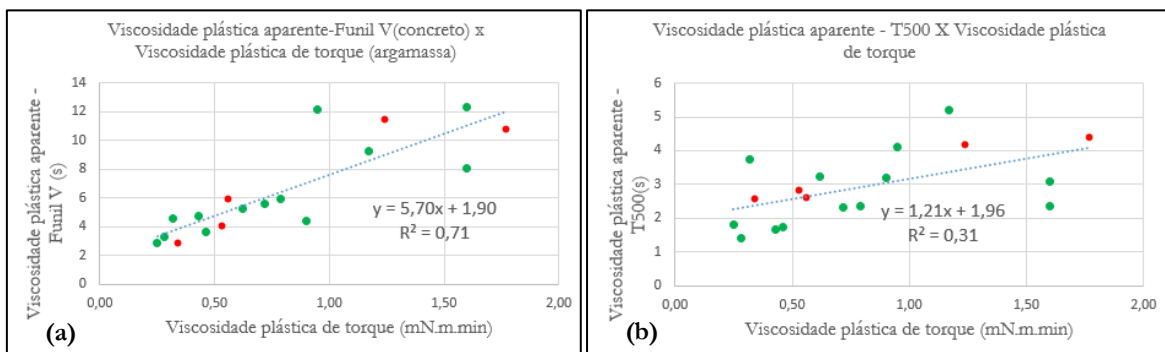 Viscosidade plástica aparente-Funil V(concreto) x
Viscosidade plástica de torque (argamassa)
Viscosidade plástica aparente -
Funil V (s)
14
12
10
8
6
4
2
0
y = 5,70x + 1,90
R² = 0,71
0,00 0,50 1,00 1,50 2,00
Viscosidade plástica de torque (mN.m.min)
(a)
Viscosidade plástica aparente - T500 X Viscosidade plástica
de torque
Viscosidade plástica aparente -
T500(s)
6
5
4
3
2
1
0
y = 1,21x + 1,96
R² = 0,31
0,00 0,50 1,00 1,50 2,00
Viscosidade plástica de torque (mN.m.min)
(b)